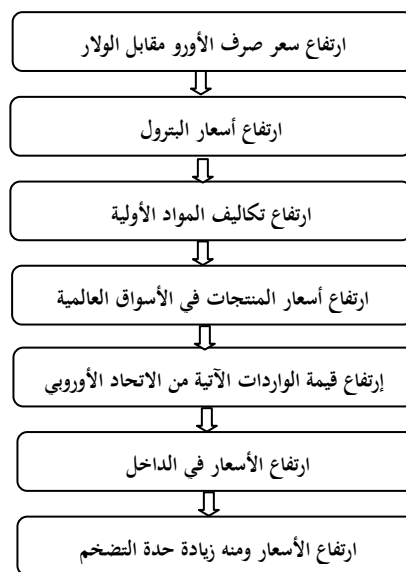 ارتفاع سعر صرف الأورو مقابل الولار
ارتفاع أسعار البترول
ارتفاع تكاليف المواد الأولية
ارتفاع أسعار المنتجات في الأسواق العالمية
إرتفاع قيمة الواردات الآتية من الاتحاد الأوروبي
ارتفاع الأسعار في الداخل
ارتفاع الأسعار ومنه زيادة حدة التضخم